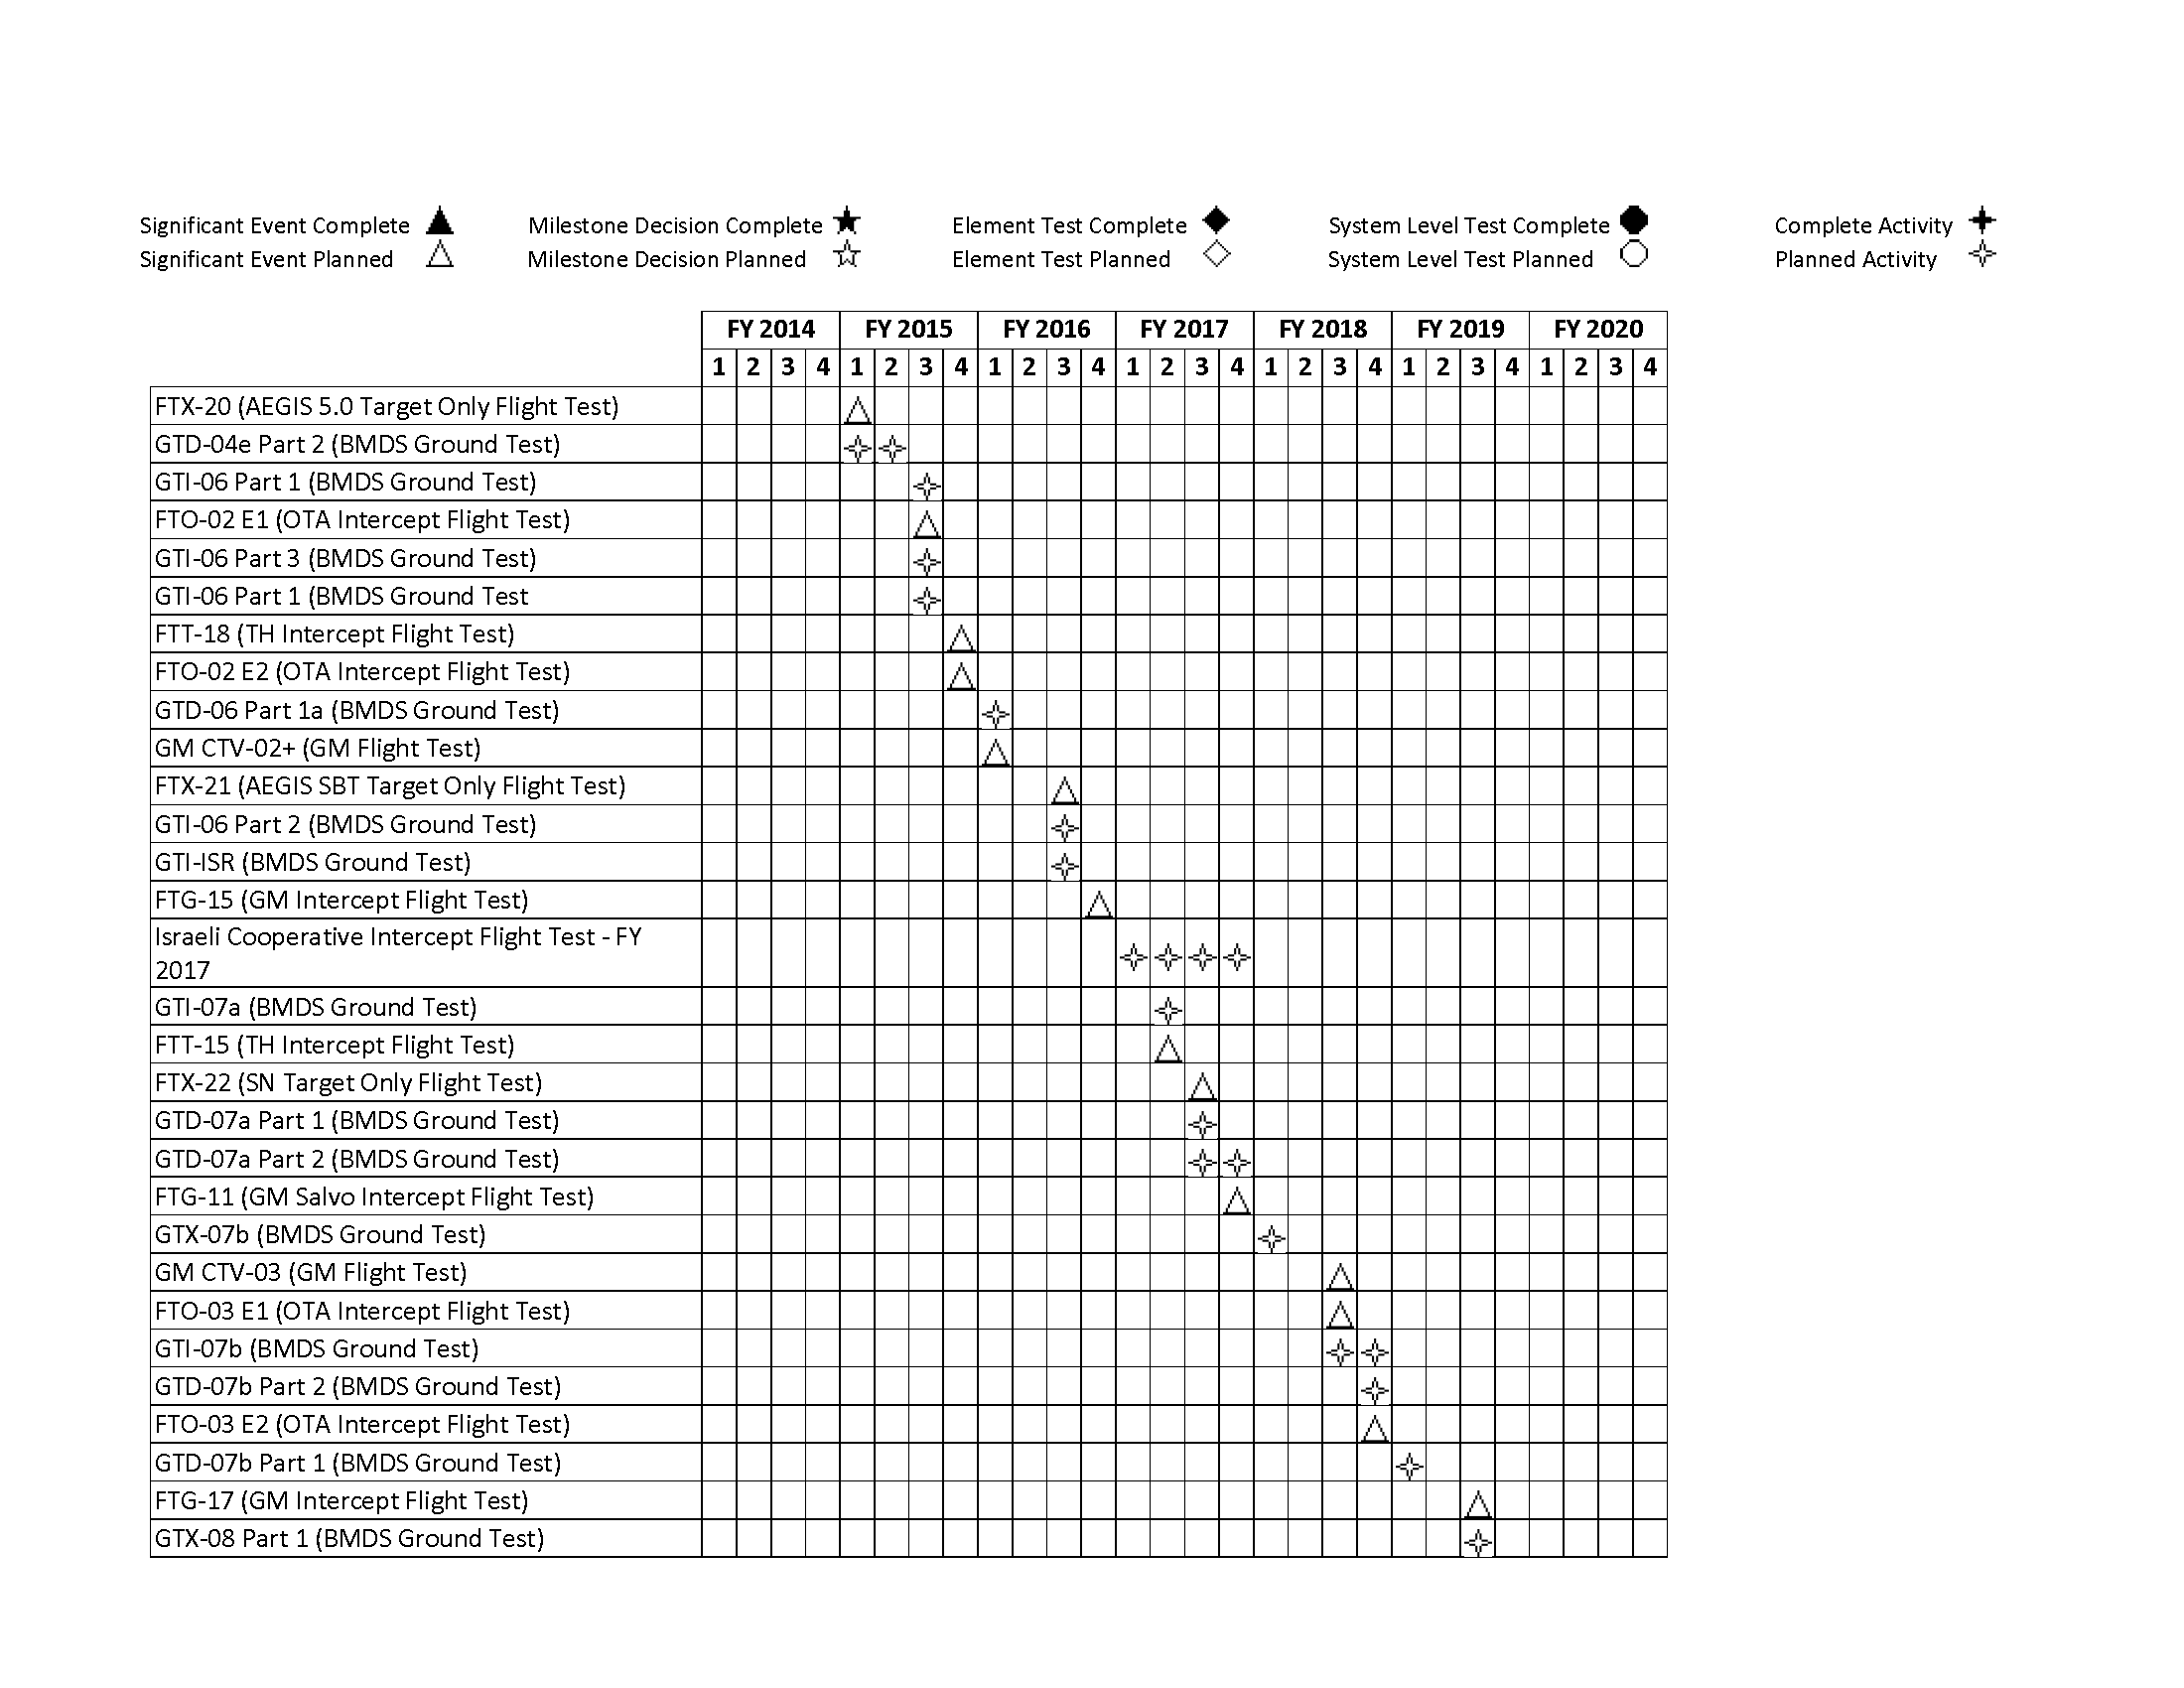 Significant Event Complete Milestone Decision Complete Element Test Complete System Level Test Complete Complete Activity
Significant Event Planned Milestone Decision Planned Element Test Planned System Level Test Planned Planned Activity
FY 2014 FY 2015 FY 2016 FY 2017 FY 2018 FY 2019 FY 2020
1 2 3 4 1 2 3 4 1 2 3 4 1 2 3 4 1 2 3 4 1 2 3 4 1 2 3 4
FTX-20 (AEGIS 5.0 Target Only Flight Test)
GTD-04e Part 2 (BMDS Ground Test)
GTI-06 Part 1 (BMDS Ground Test)
FTO-02 E1 (OTA Intercept Flight Test)
GTI-06 Part 3 (BMDS Ground Test)
GTI-06 Part 1 (BMDS Ground Test
FTT-18 (TH Intercept Flight Test)
FTO-02 E2 (OTA Intercept Flight Test)
GTD-06 Part 1a (BMDS Ground Test)
GM CTV-02+ (GM Flight Test)
FTX-21 (AEGIS SBT Target Only Flight Test)
GTI-06 Part 2 (BMDS Ground Test)
GTI-ISR (BMDS Ground Test)
FTG-15 (GM Intercept Flight Test)
Israeli Cooperative Intercept Flight Test - FY
2017
GTI-07a (BMDS Ground Test)
FTT-15 (TH Intercept Flight Test)
FTX-22 (SN Target Only Flight Test)
GTD-07a Part 1 (BMDS Ground Test)
GTD-07a Part 2 (BMDS Ground Test)
FTG-11 (GM Salvo Intercept Flight Test)
GTX-07b (BMDS Ground Test)
GM CTV-03 (GM Flight Test)
FTO-03 E1 (OTA Intercept Flight Test)
GTI-07b (BMDS Ground Test)
GTD-07b Part 2 (BMDS Ground Test)
FTO-03 E2 (OTA Intercept Flight Test)
GTD-07b Part 1 (BMDS Ground Test)
FTG-17 (GM Intercept Flight Test)
GTX-08 Part 1 (BMDS Ground Test)